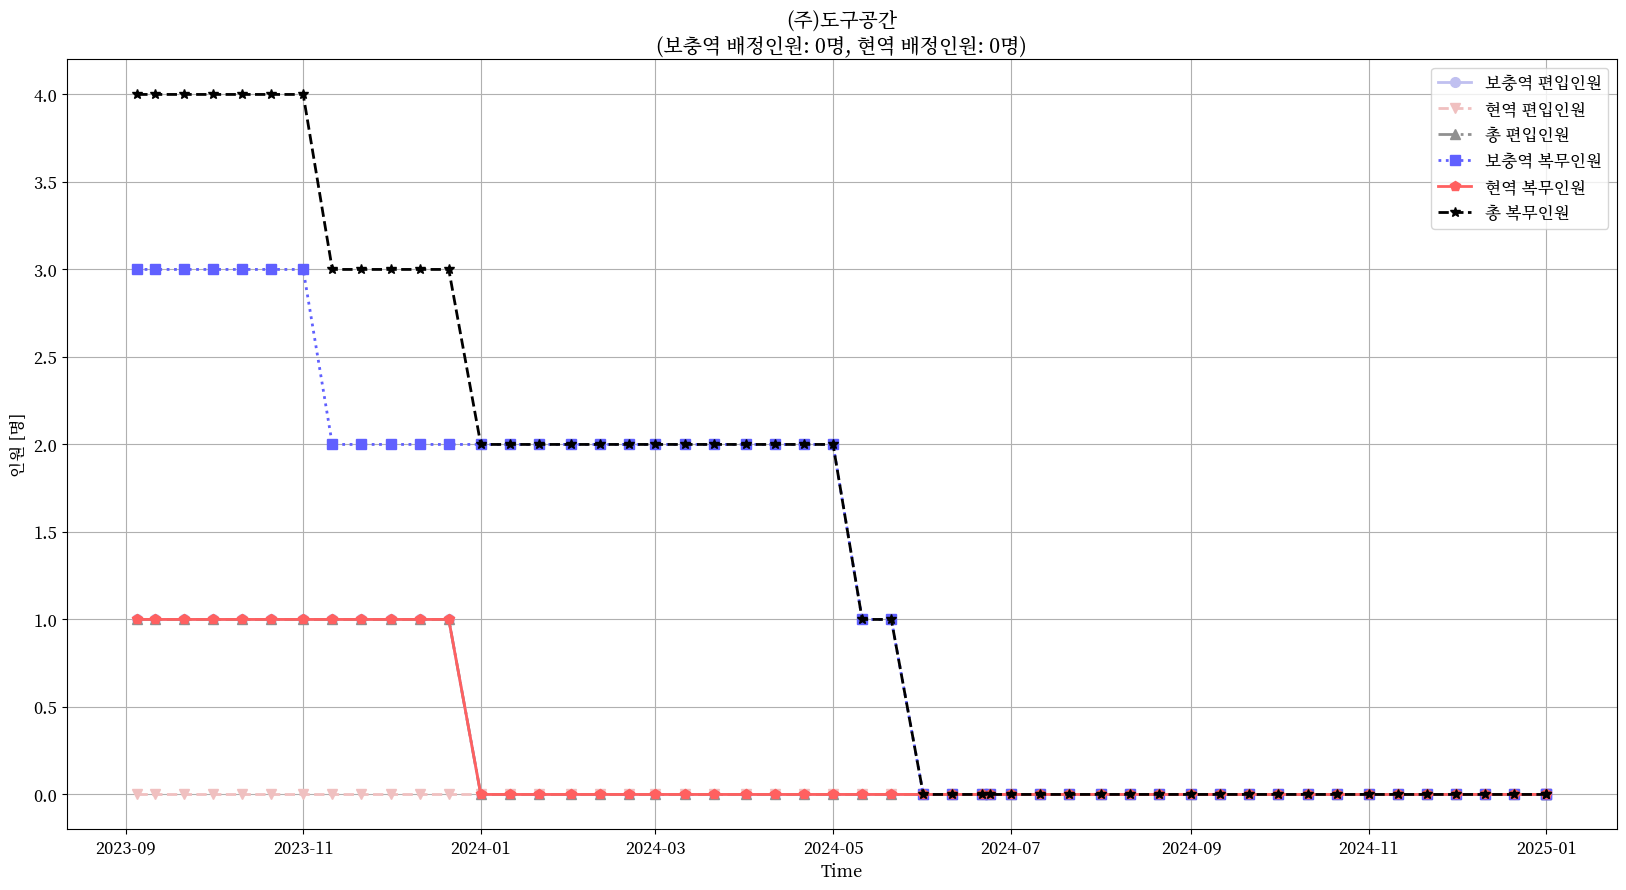 (주)도구공간
(보충역 배정인원: 0명, 현역 배정인원: 0명)
보충역 편입인원
현역 편입인원
총 편입인원
보충역 복무인원
현역 복무인원
총 복무인원
인원 [명]
4.0
3.5
3.0
2.5
2.0
1.5
1.0
0.5
0.0
2023-09
2023-11
2024-01
2024-03
2024-05
2024-07
2024-09
2024-11
2025-01
Time